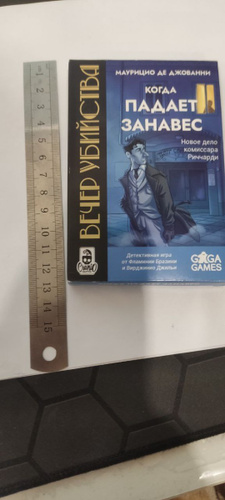 МАУРИЦИО ДЕ ДЖОВАННИ
КОГДА
ПАДАЕТ
ЗАНАВЕС
Новое дело
комиссара
Риччарди
ВЕЧЕР УБИЙСТВА
Детективная игра
от Фламинии Бразини
и Вирджинио Джильи
GAGA
GAMES
1 2 3 4 5 6 7 8 9 10 11 12 13 14 15